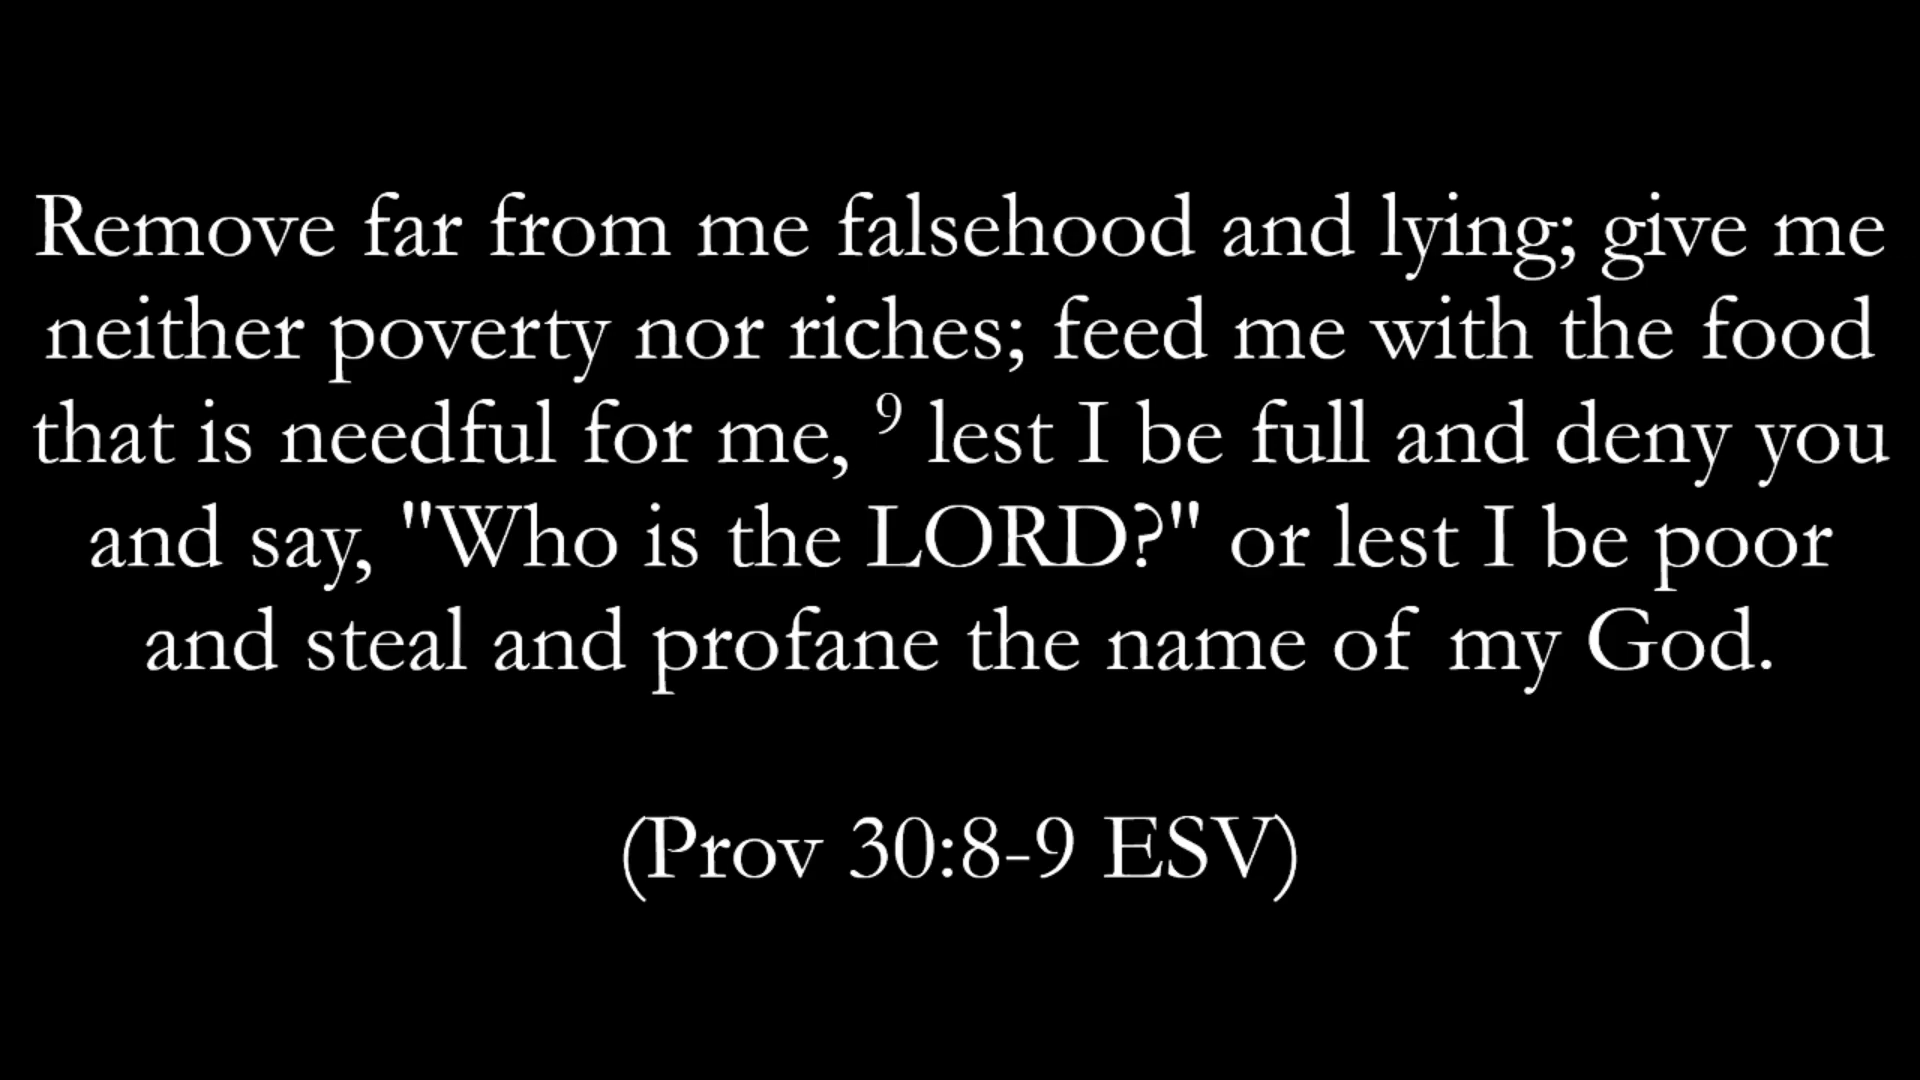 Remove far from me falsehood and lying; give me
neither poverty nor riches; feed me with the food
that is needful for me, 9 lest I be full and deny you
and say, "Who is the LORD?" or lest I be poor
and steal and profane the name of my God.
(Prov 30:8-9 ESV)